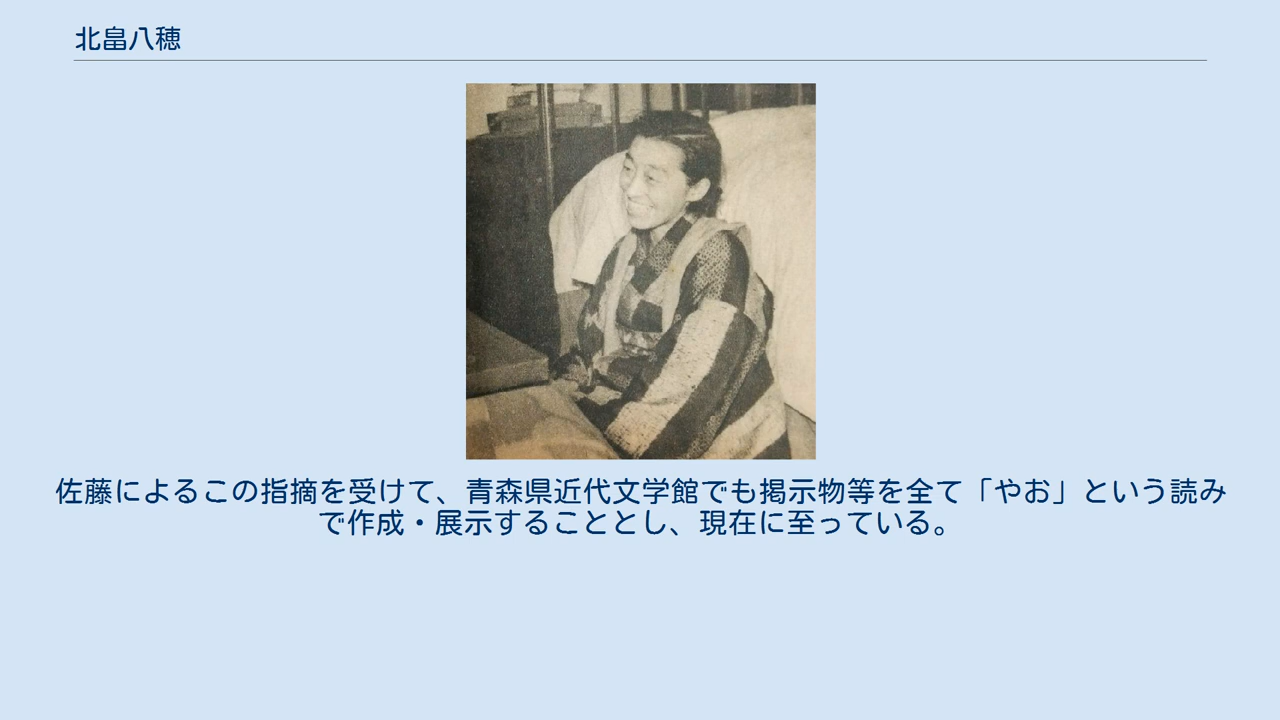 北畠八穂
佐藤によるこの指摘を受けて、青森県近代文学館でも掲示物等を全て「やお」という読み
で作成・展示することとし、現在に至っている。